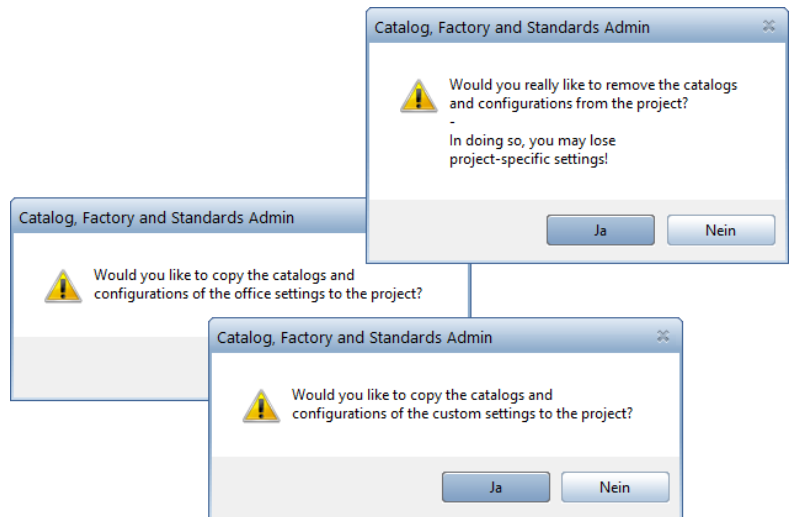 Catalog, Factory and Standards Admin
Would you really like to remove the catalogs
and configurations from the project?
-
In doing so, you may lose
project-specific settings!
Ja
Nein
Catalog, Factory and Standards Admin
Would you like to copy the catalogs and
configurations of the office settings to the project?
Catalog, Factory and Standards Admin
Would you like to copy the catalogs and
configurations of the custom settings to the project?
Ja
Nein